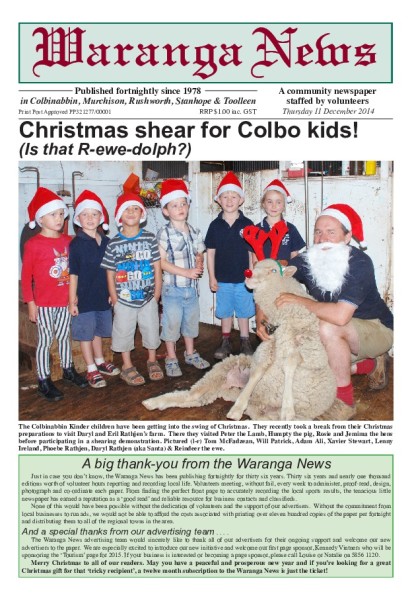 Waranga News
Published fortnightly since 1978
in Colbinabbin, Murchison, Rushworth, Stanhope & Toolleen
Print Post Approved PP321277/00001
RRP $1.00 inc. GST
A community newspaper
staffed by volunteers
Thursday 11 December 2014
Christmas shear for Colbo kids!
(Is that R-ewe-dolph?)
The Colbinabbin Kinder children have been getting into the swing of Christmas. They recently took a break from their Christmas
preparations to visit Daryl and Eril Rathjen's farm. There they visited Peter the Lamb, Humpty the pig, Rosie and Jemima the hens
before participating in a shearing demonstration. Pictured (l-r) Tom McFadzean, Will Patrick, Adam Ali, Xavier Stewart, Lenny
Ireland, Phoebe Rathjen, Daryl Rathjen (aka Santa) & Reindeer the ewe.
A big thank-you from the Waranga News
Just in case you don't know, the Waranga News has been publishing fortnightly for thirty six years. Thirty six years and nearly one thousand
editions worth of volunteer hours reporting and recording local life. Volunteers meeting, without fail, every week to administer, proof read, design,
photograph and co-ordinate each paper. From finding the perfect front page to accurately recording the local sports results, the tenacious little
newspaper has earned a reputation as a "good read" and reliable resource for business contacts and classifieds.
None of this would have been possible without the dedication of volunteers and the support of our advertisers. Without the commitment from
local businesses to run ads, we would not be able to afford the costs associated with printing over eleven hundred copies of the paper per fortnight
and distributing them to all of the regional towns in the area.
And a special thanks from our advertising team . . . .
The Waranga News advertising team would sincerely like to thank all of our advertisers for their ongoing support and welcome our new
advertisers to the paper. We are especially excited to introduce our new initiative and welcome our first page sponsor, Kennedy Victners who will be
sponsoring the "Tourism" page for 2015. If your business is interested or becoming a page sponsor, please call Louise or Natalie on 5856 1120.
Merry Christmas to all of our readers. May you have a peaceful and prosperous new year and if you're looking for a great
Christmas gift for that 'tricky recipient', a twelve month subscription to the Waranga News is just the ticket!